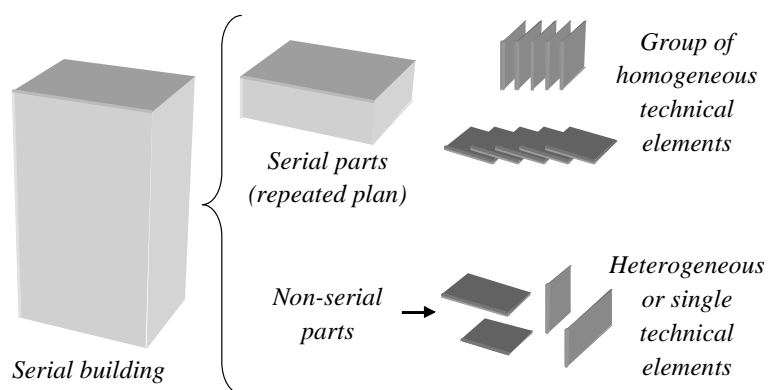 Group of
homogeneous
technical
elements
Serial parts
(repeated plan)
Non-serial
parts
Heterogeneous
or single
technical
elements
Serial building